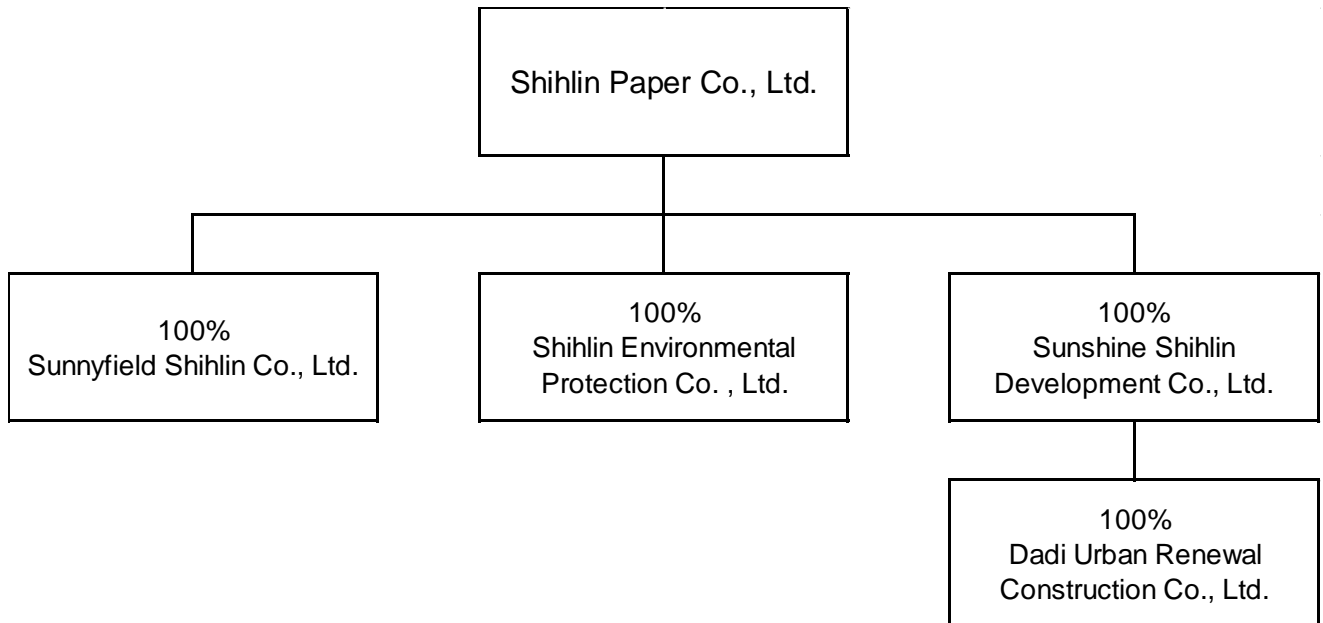 Shihlin Paper Co., Ltd.
100%
Sunnyfield Shihlin Co., Ltd.
100%
Shihlin Environmental
Protection Co. , Ltd.
100%
Sunshine Shihlin
Development Co., Ltd.
100%
Dadi Urban Renewal
Construction Co., Ltd.